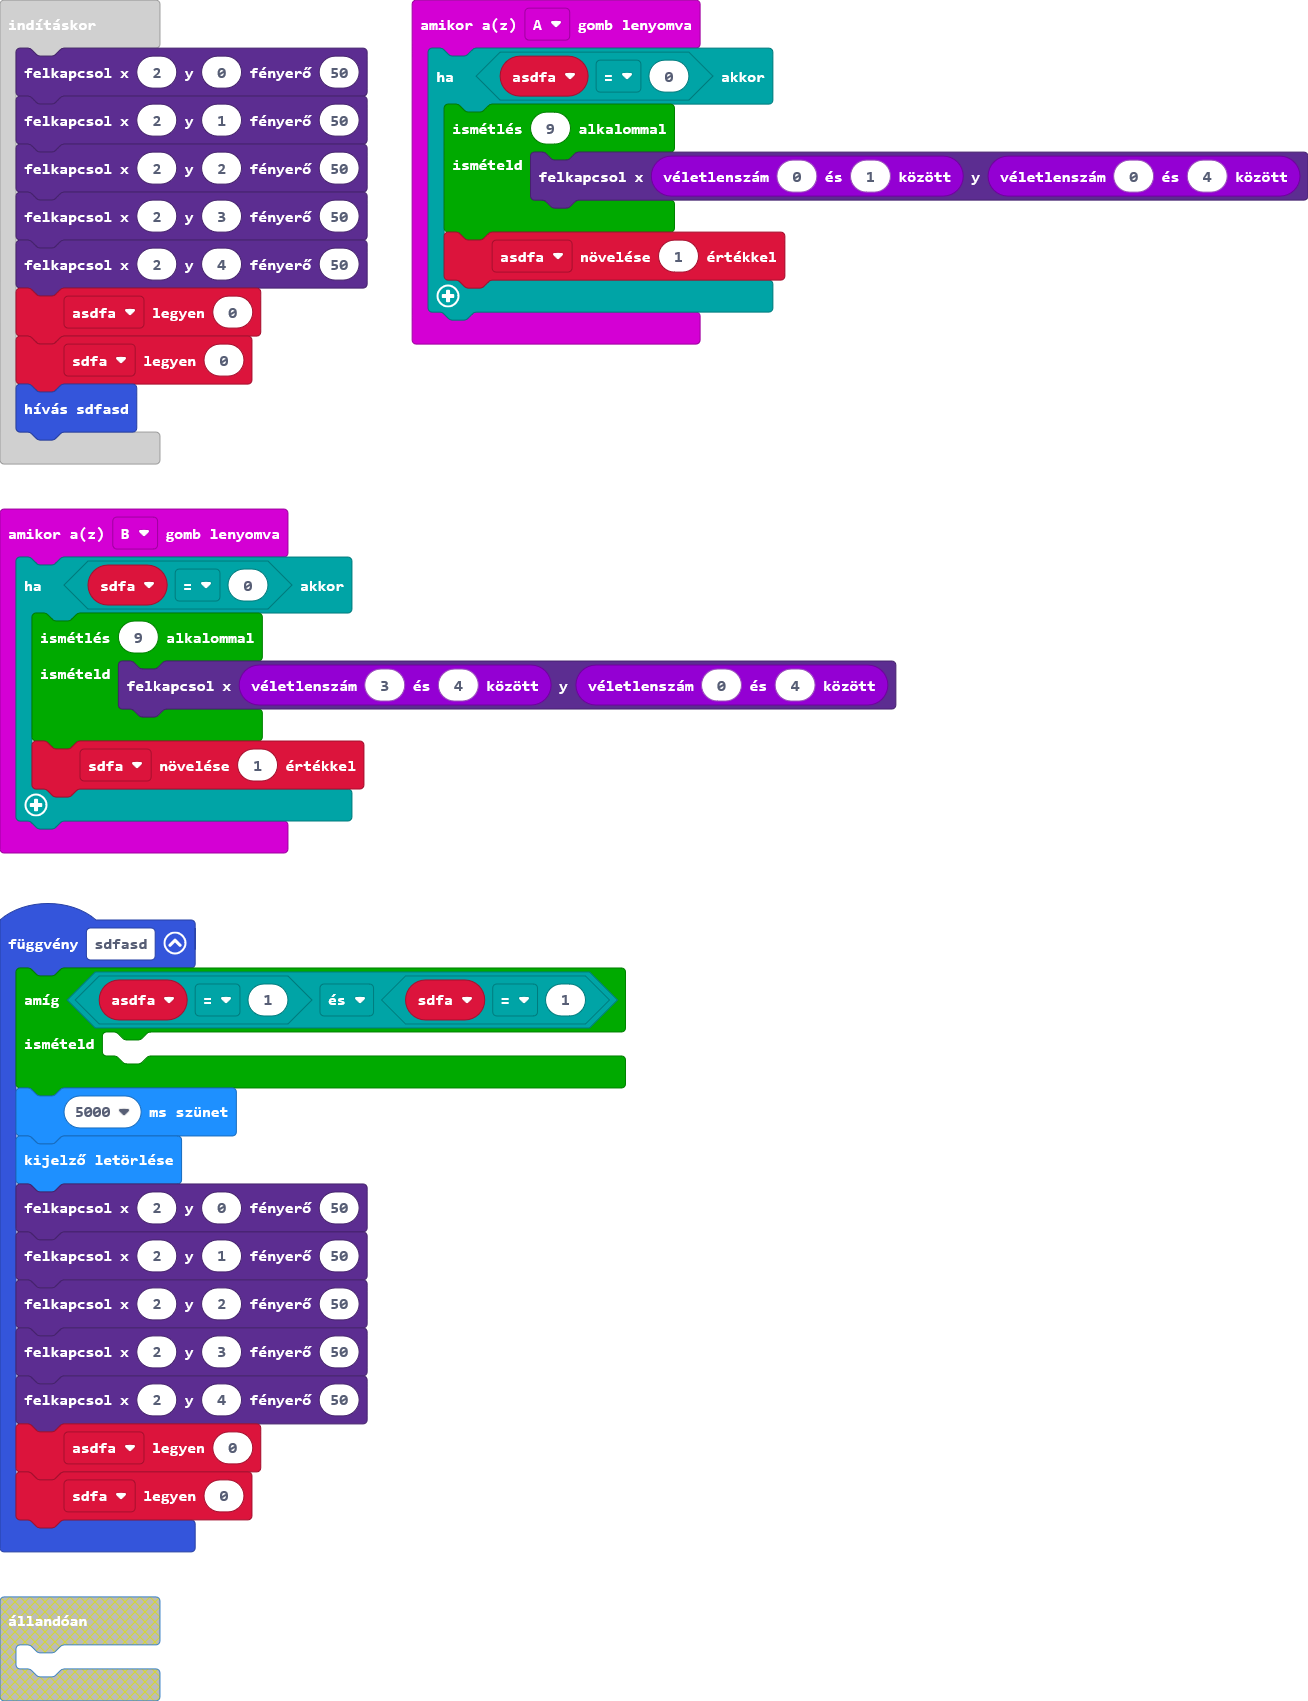 indításkor
felkapcsol x 2 y 0 fényerő 50
felkapcsol x 2 y 1 fényerő 50
felkapcsol x 2 y 2 fényerő 50
felkapcsol x 2 y 3 fényerő 50
felkapcsol x 2 y 4 fényerő 50
asdfa legyen 0
sdfa legyen 0
hívás sdfasd
amikor a(z) A gomb lenyomva
ha asdfa = 0 akkor
ismétlés 9 alkalommal
ismételd felkapcsol x véletlenszám 0 és 1 között y véletlenszám 0 és 4 között
asdfa növelése 1 értékkel
amikor a(z) B gomb lenyomva
ha sdfa = 0 akkor
ismétlés 9 alkalommal
ismételd felkapcsol x véletlenszám 3 és 4 között y véletlenszám 0 és 4 között
sdfa növelése 1 értékkel
függvény sdfasd
amíg asdfa = 1 és sdfa = 1
ismételd
5000 ms szünet
kijelző letörlése
felkapcsol x 2 y 0 fényerő 50
felkapcsol x 2 y 1 fényerő 50
felkapcsol x 2 y 2 fényerő 50
felkapcsol x 2 y 3 fényerő 50
felkapcsol x 2 y 4 fényerő 50
asdfa legyen 0
sdfa legyen 0
állandóan